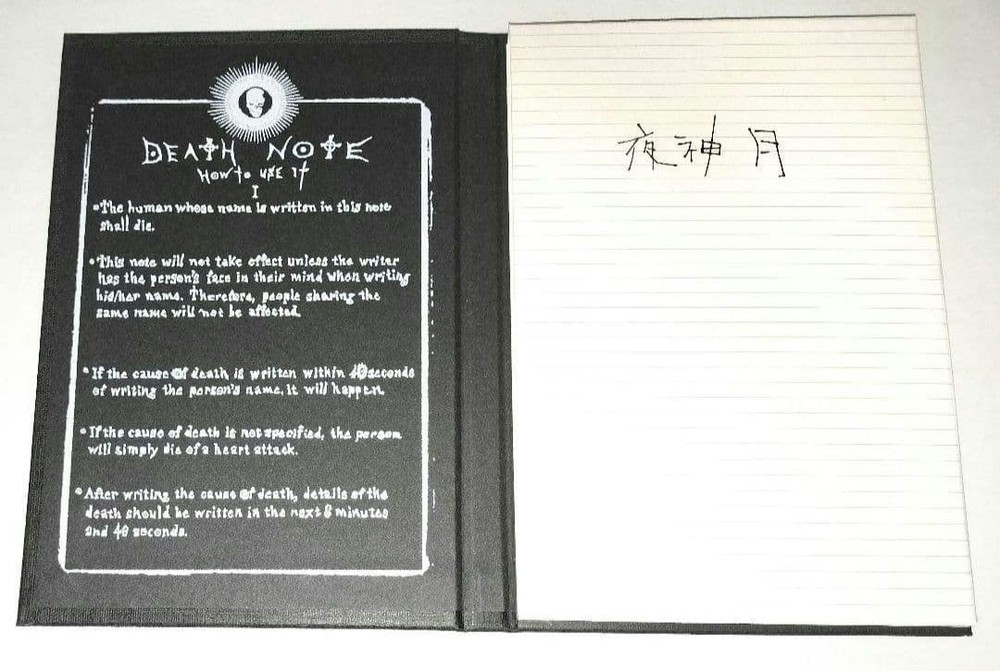 DEATH NOTE
HOW to USE IT
I
•The human whose name is written in this note
shall die.
•This note will not take effect unless the writer
has the person's face in their mind when writing
his/her name. Therefore, people sharing the
same name will not be affected.
•If the cause of death is written within 40 seconds
of writing the person's name, it will happen.
•If the cause of death is not specified, the person
will simply die of a heart attack.
•After writing the cause of death, details of the
death should be written in the next 6 minutes
and 40 seconds.
夜神 月